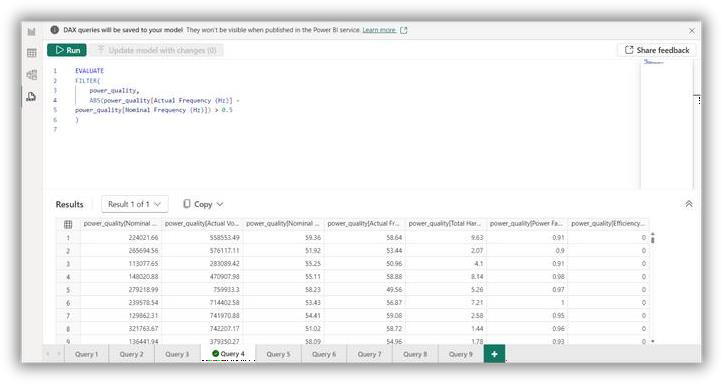 DAX queries will be saved to your model They won't be visible when published in the Power BI service. Learn more
Run Update model with changes (0) Share feedback
1 EVALUATE
2 FILTER(
3 power_quality,
4 ABS(power_quality[Actual Frequency (Hz)] -
5 power_quality[Nominal Frequency (Hz)]) > 0.5
6 )
7
Results Result 1 of 1 Copy
power_quality[Nominal ... power_quality[Actual Vo... power_quality[Nominal ... power_quality[Actual Fr... power_quality[Total Har... power_quality[Power Fa... power_quality[Efficiency...
1 224021.66 558553.49 59.36 58.64 9.63 0.91 0
2 265694.56 576117.11 51.92 53.44 2.07 0.9 0
3 113077.65 283089.42 55.25 50.96 4.1 0.91 0
4 148020.88 470907.98 55.11 58.88 8.14 0.98 0
5 279218.99 759933.3 58.23 49.56 5.26 0.97 0
6 239578.54 714402.58 53.43 56.87 7.21 1 0
7 129862.31 741970.88 54.41 59.08 2.58 0.95 0
8 321763.67 742207.17 51.02 58.72 1.44 0.96 0
9 136441.94 379350.27 58.09 54.96 1.78 0.93 0
Query 1 Query 2 Query 3 Query 4 Query 5 Query 6 Query 7 Query 8 Query 9 +